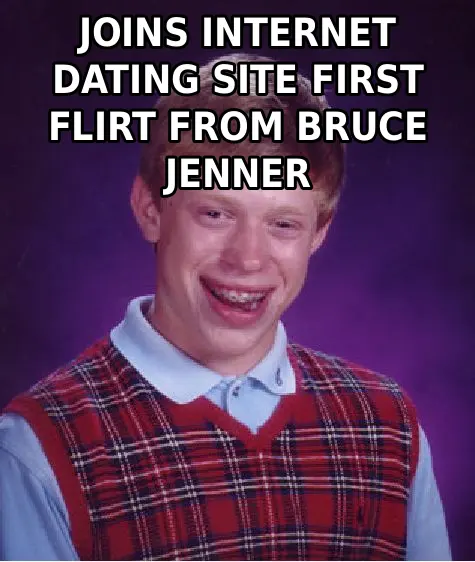 JOINS INTERNET
DATING SITE FIRST
FLIRT FROM BRUCE
JENNER